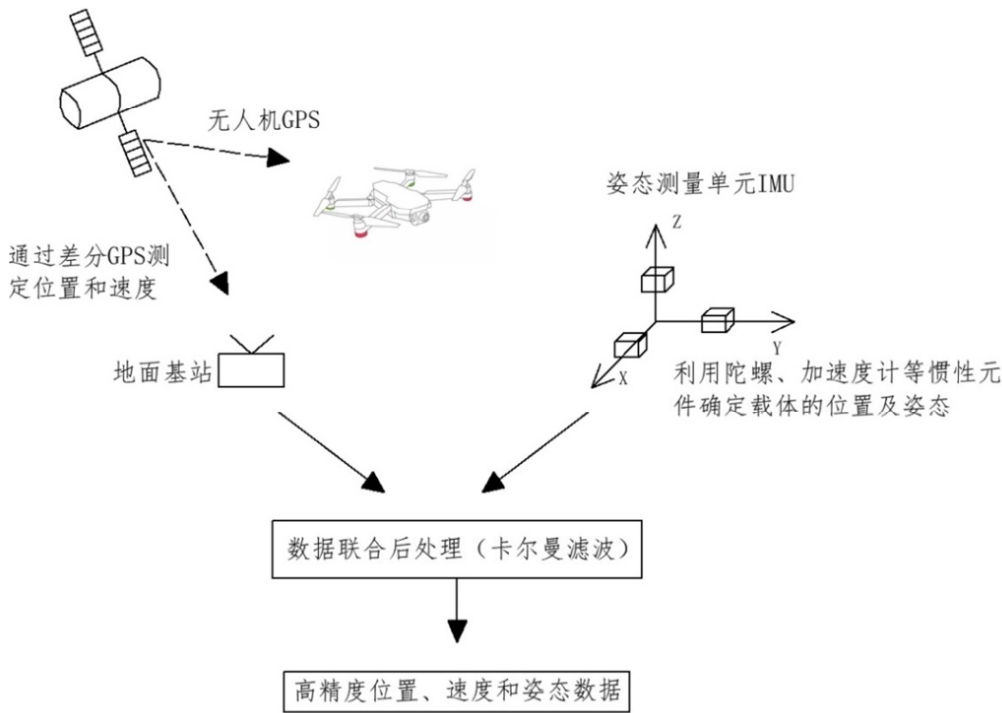 无人机GPS
姿态测量单元IMU
Z
通过差分GPS测
定位置和速度
Y
地面基站
X
利用陀螺、加速度计等惯性元
件确定载体的位置及姿态
数据联合后处理（卡尔曼滤波）
高精度位置、速度和姿态数据